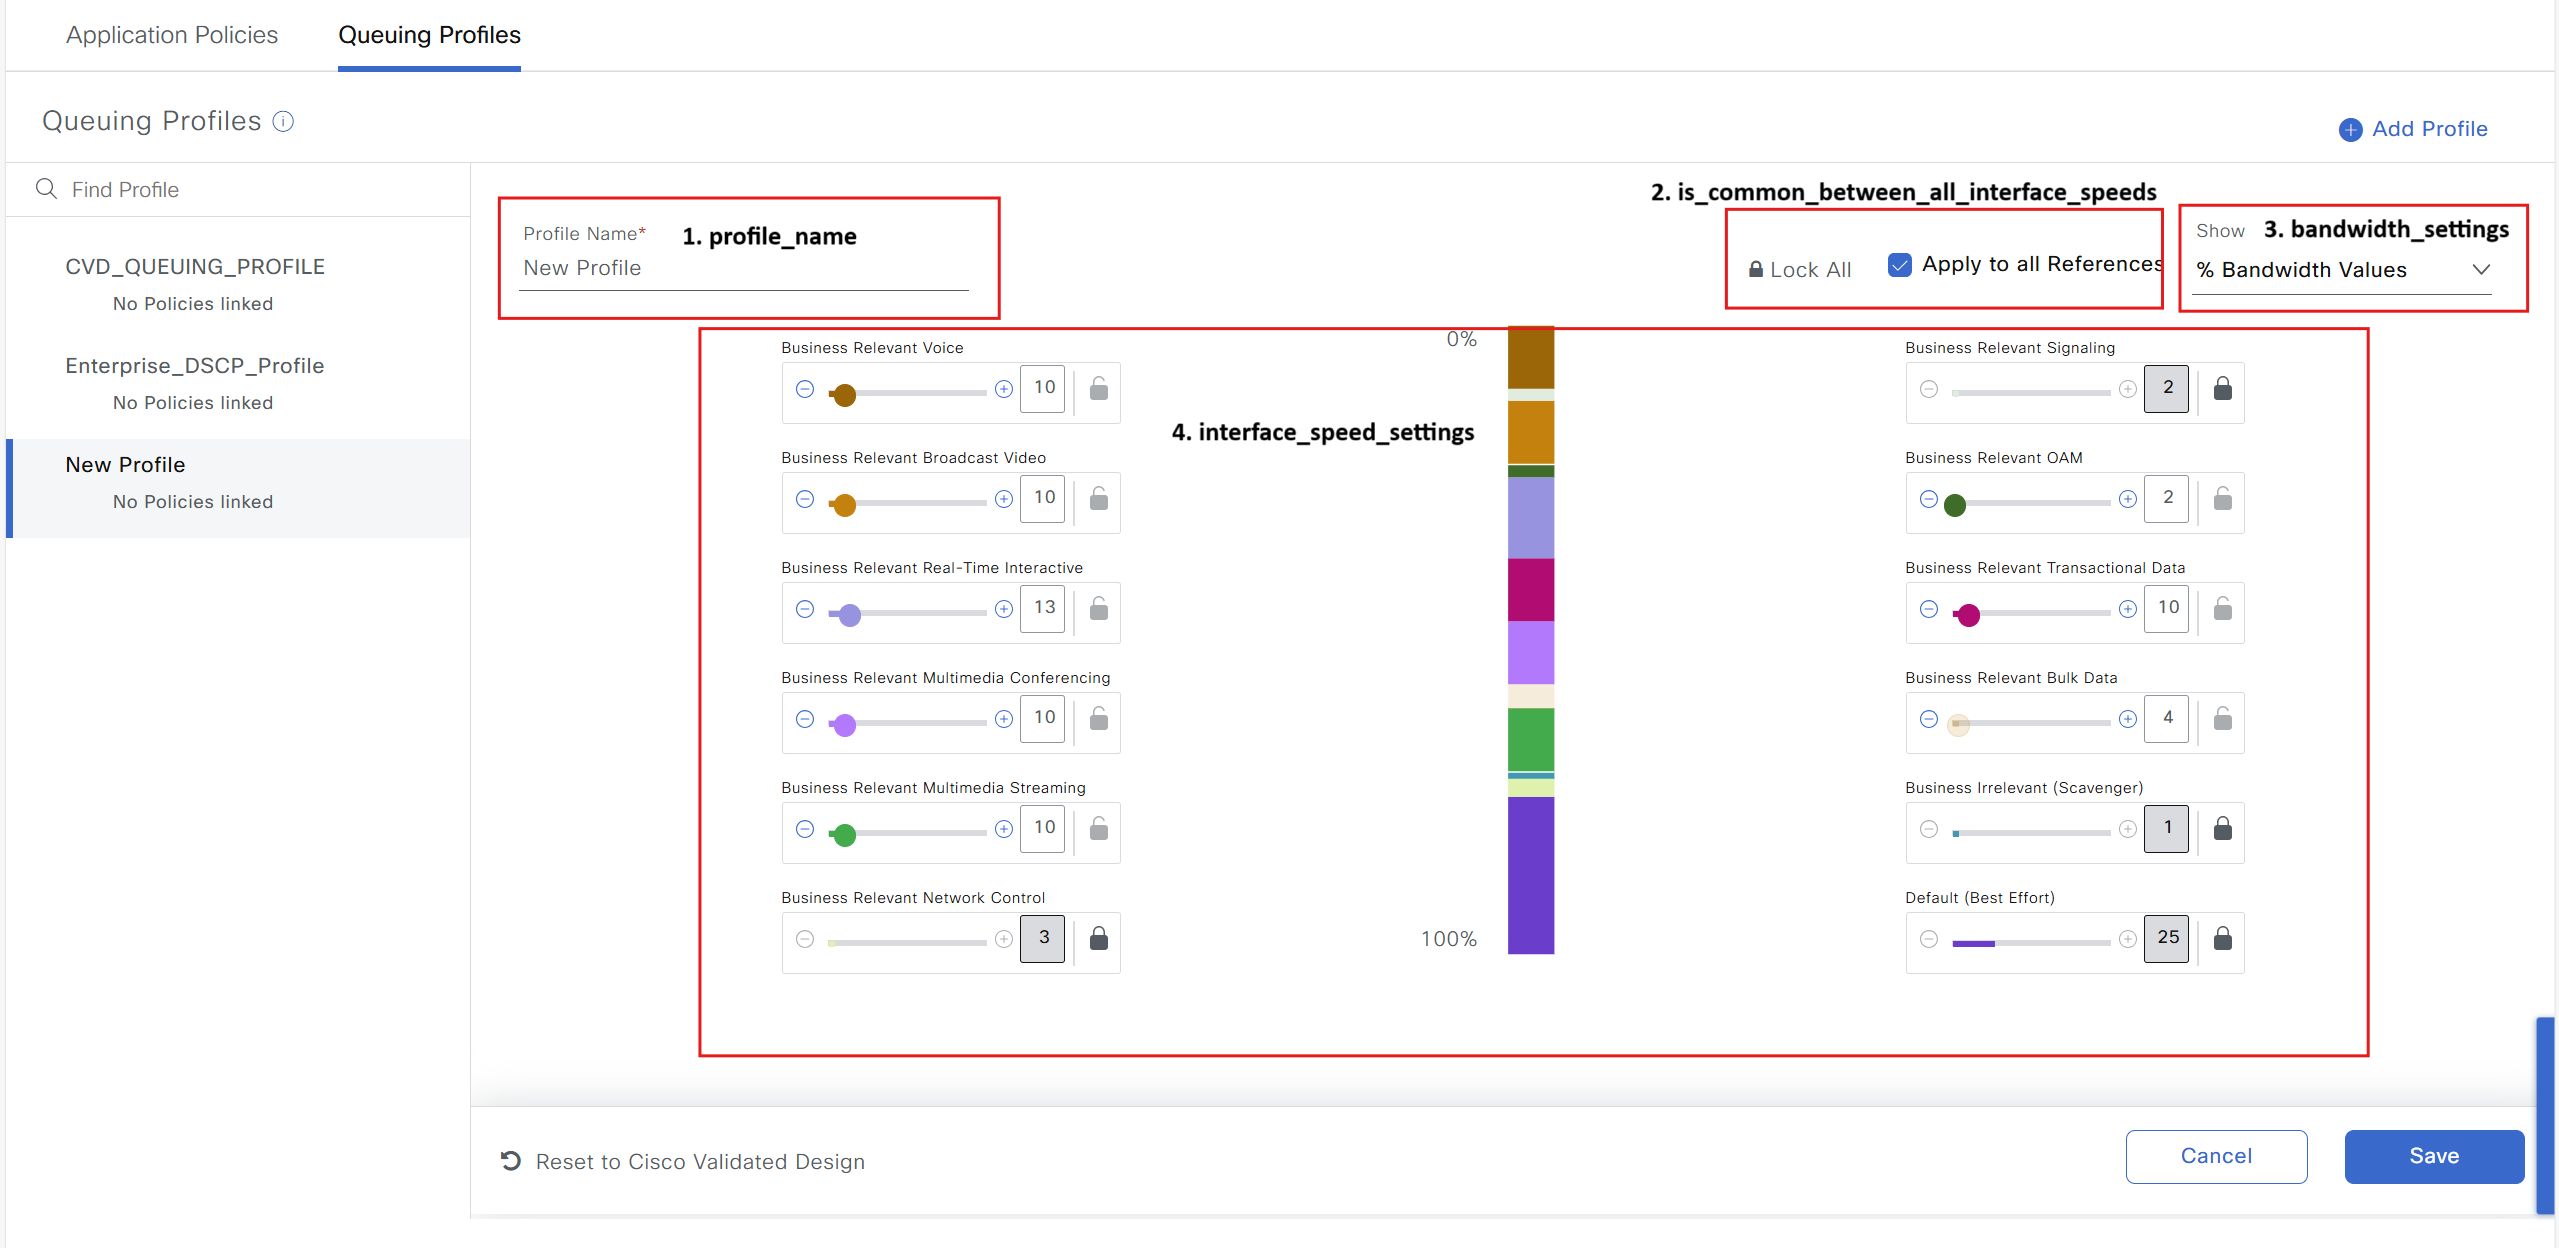 Application Policies
Queuing Profiles
Queuing Profiles
Add Profile
Find Profile
CVD_QUEUING_PROFILE
No Policies linked
Enterprise_DSCP_Profile
No Policies linked
New Profile
No Policies linked
Profile Name*
1. profile_name
New Profile
2. is_common_between_all_interface_speeds
Lock All
Apply to all References
Show
3. bandwidth_settings
% Bandwidth Values
4. interface_speed_settings
0%
100%
Business Relevant Voice
10
Business Relevant Broadcast Video
10
Business Relevant Real-Time Interactive
13
Business Relevant Multimedia Conferencing
10
Business Relevant Multimedia Streaming
10
Business Relevant Network Control
3
Business Relevant Signaling
2
Business Relevant OAM
2
Business Relevant Transactional Data
10
Business Relevant Bulk Data
4
Business Irrelevant (Scavenger)
1
Default (Best Effort)
25
Reset to Cisco Validated Design
Cancel
Save